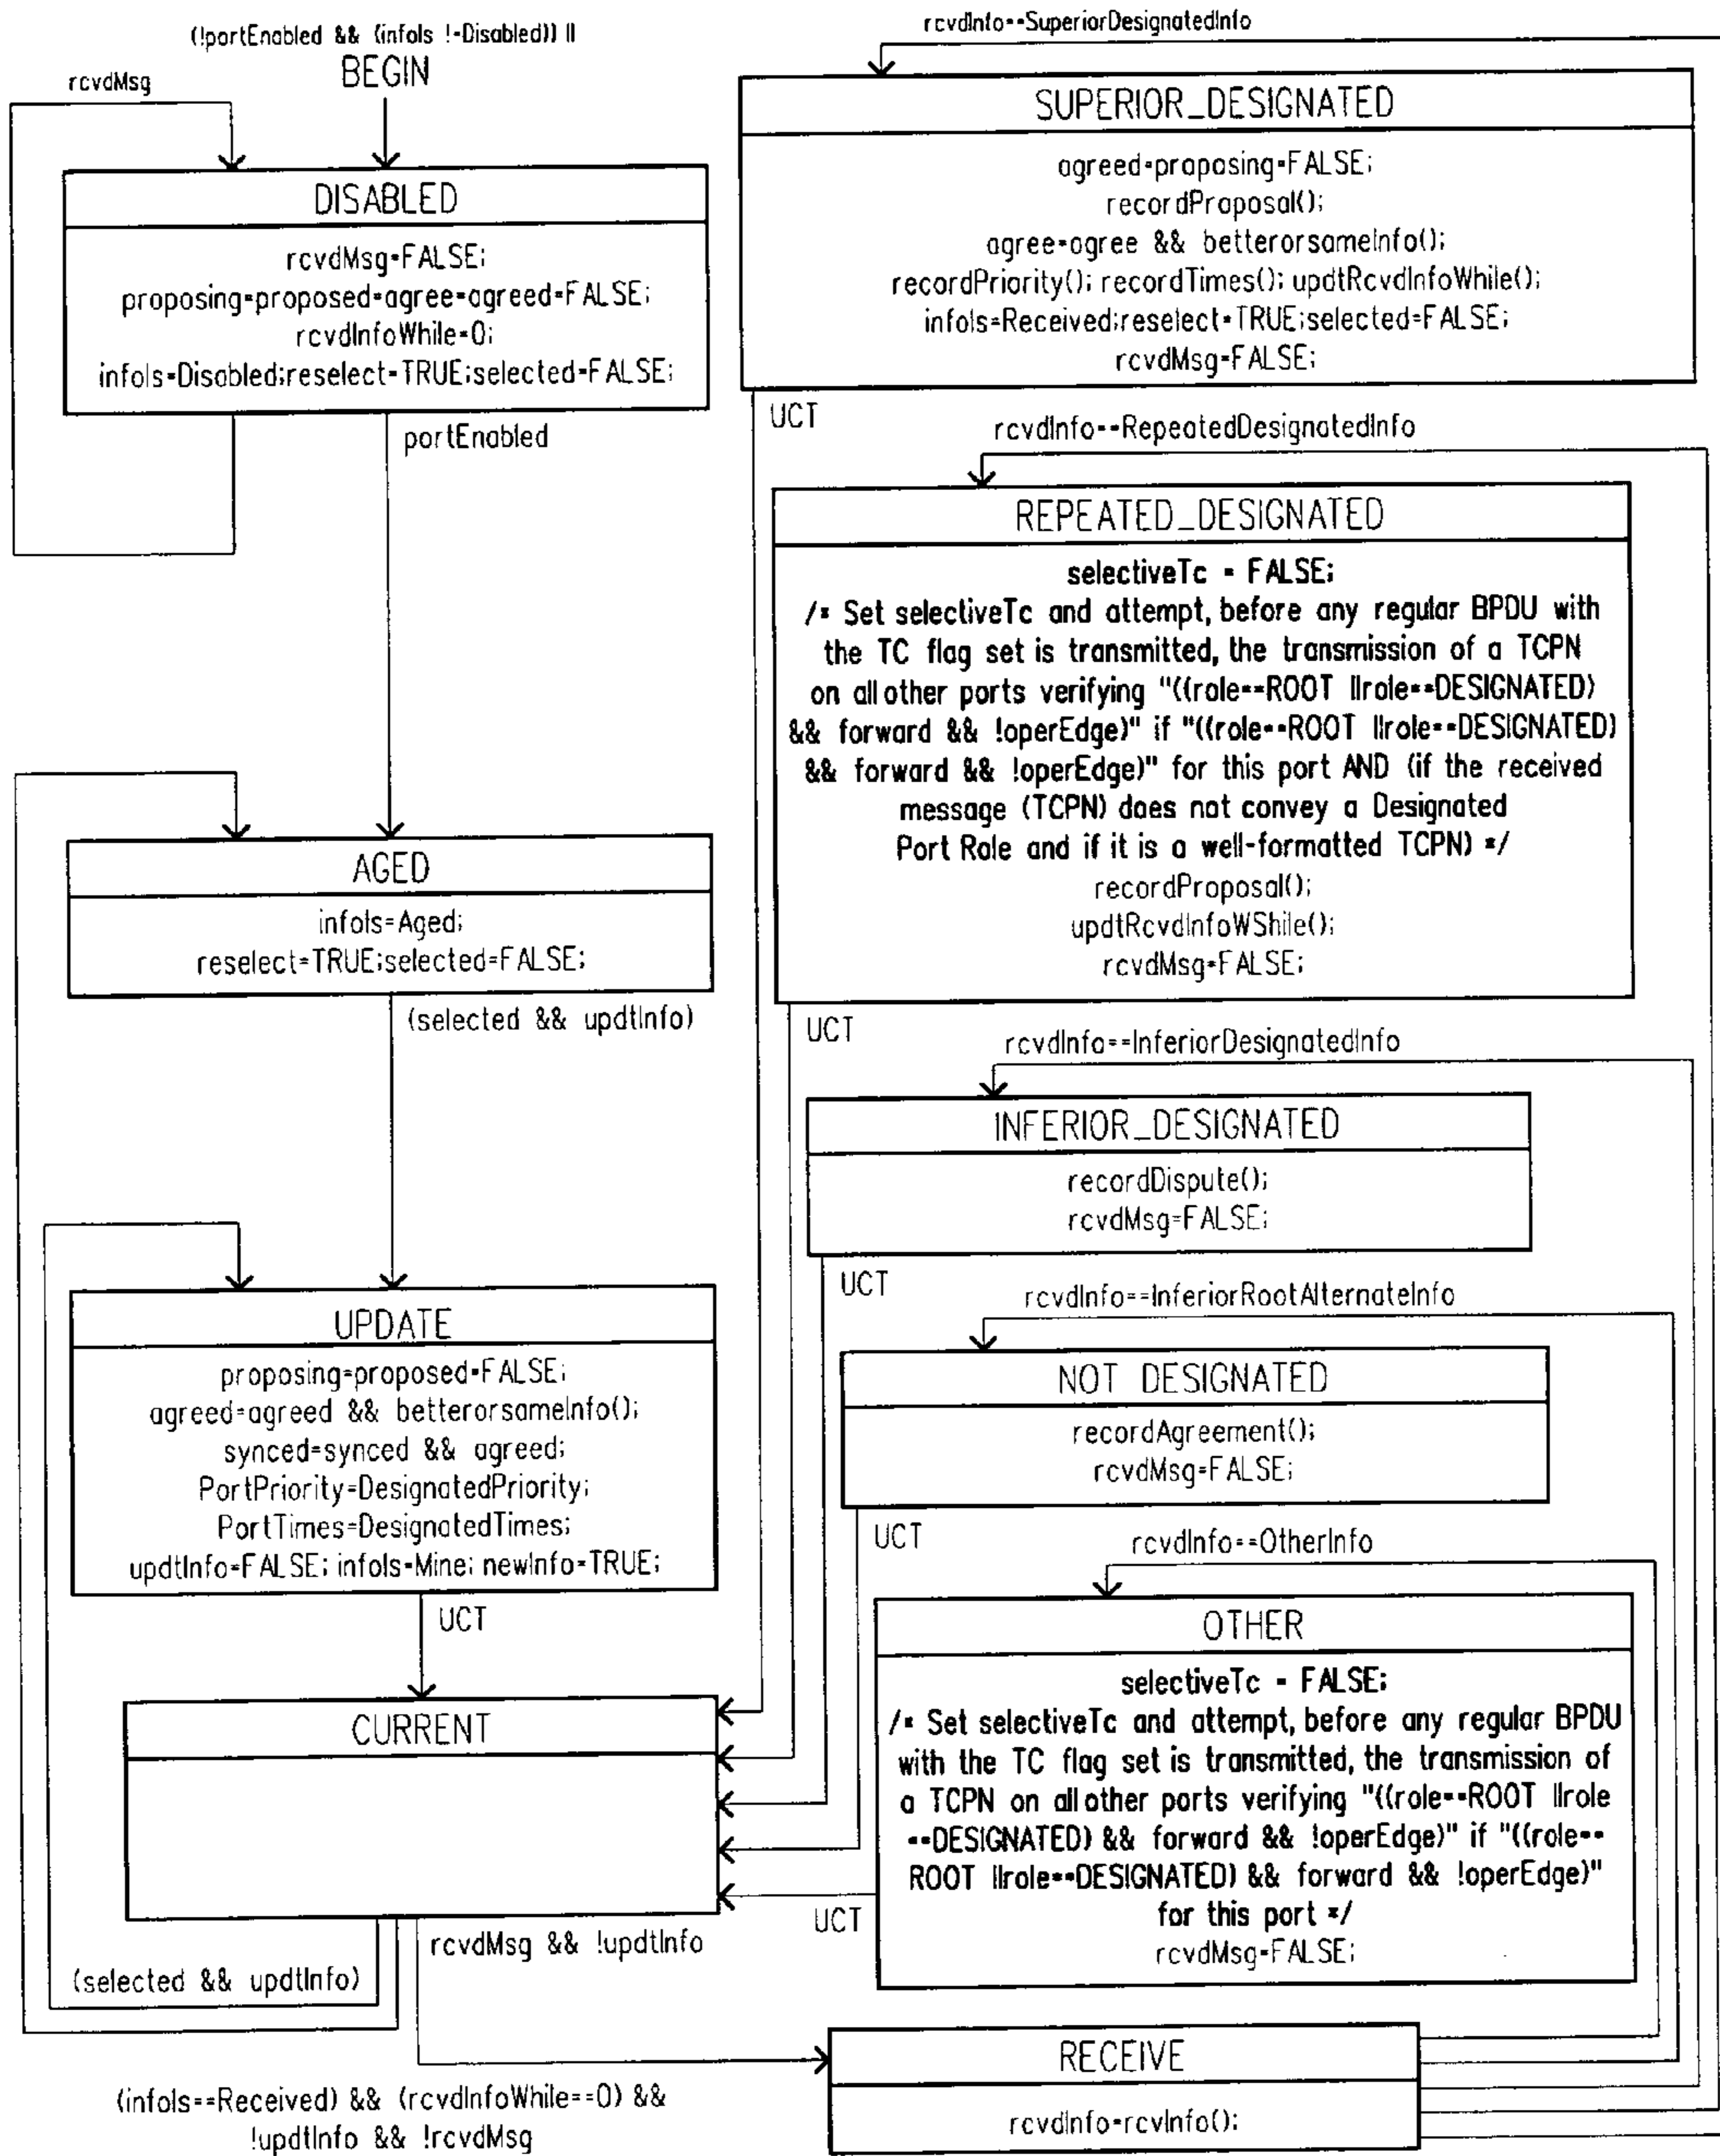 (!portEnabled && (infoIs !=Disabled)) ||
BEGIN
rcvdMsg
DISABLED
rcvdMsg=FALSE;
proposing=proposed=agree=agreed=FALSE;
rcvdInfoWhile=0;
infoIs=Disabled;reselect=TRUE;selected=FALSE;
portEnabled
AGED
infoIs=Aged;
reselect=TRUE;selected=FALSE;
(selected && updtInfo)
UPDATE
proposing=proposed=FALSE;
agreed=agreed && betterorsameInfo();
synced=synced && agreed;
PortPriority=DesignatedPriority;
PortTimes=DesignatedTimes;
updtInfo=FALSE; infoIs=Mine; newInfo=TRUE;
UCT
CURRENT
rcvdMsg && !updtInfo
(selected && updtInfo)
(infoIs==Received) && (rcvdInfoWhile==0) &&
!updtInfo && !rcvdMsg
rcvdInfo==SuperiorDesignatedInfo
SUPERIOR_DESIGNATED
agreed=proposing=FALSE;
recordProposal();
agree=agree && betterorsameInfo();
recordPriority(); recordTimes(); updtRcvdInfoWhile();
infoIs=Received;reselect=TRUE;selected=FALSE;
rcvdMsg=FALSE;
UCT
rcvdInfo==RepeatedDesignatedInfo
REPEATED_DESIGNATED
selectiveTc = FALSE;
/* Set selectiveTc and attempt, before any regular BPDU with
the TC flag set is transmitted, the transmission of a TCPN
on all other ports verifying "((role==ROOT ||role==DESIGNATED)
&& forward && !operEdge)" if "((role==ROOT ||role==DESIGNATED)
&& forward && !operEdge)" for this port AND (if the received
message (TCPN) does not convey a Designated
Port Role and if it is a well-formatted TCPN) */
recordProposal();
updtRcvdInfoWShile();
rcvdMsg=FALSE;
UCT
rcvdInfo==InferiorDesignatedInfo
INFERIOR_DESIGNATED
recordDispute();
rcvdMsg=FALSE;
UCT
rcvdInfo==InferiorRootAlternateInfo
NOT DESIGNATED
recordAgreement();
rcvdMsg=FALSE;
UCT
rcvdInfo==OtherInfo
OTHER
selectiveTc = FALSE;
/* Set selectiveTc and attempt, before any regular BPDU
with the TC flag set is transmitted, the transmission of
a TCPN on all other ports verifying "((role==ROOT ||role
==DESIGNATED) && forward && !operEdge)" if "((role==
ROOT ||role==DESIGNATED) && forward && !operEdge)"
for this port */
rcvdMsg=FALSE;
UCT
RECEIVE
rcvdInfo=rcvInfo();